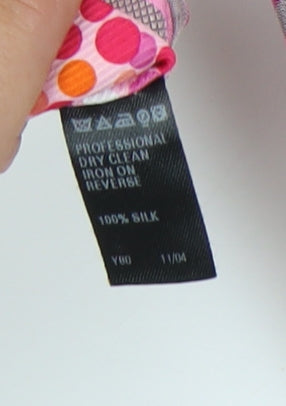 PROFESSIONAL
DRY CLEAN
IRON ON
REVERSE
100% SILK
Y80 11/04